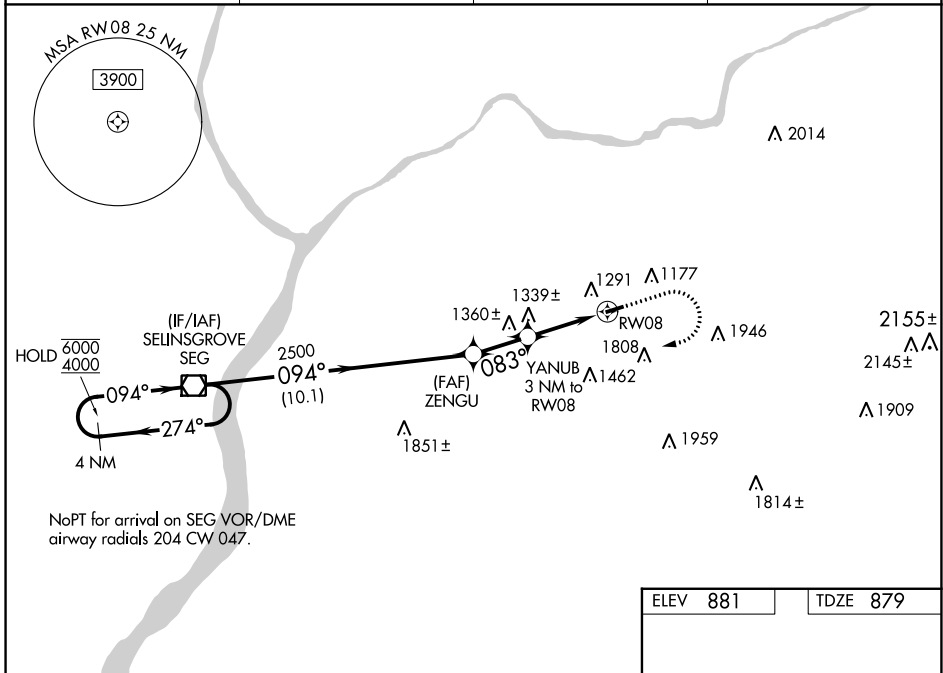 MSA RW08 25 NM
3900
2014
1291
1177
1339±
1360±
RW08
1946
2155±
2145±
1808
1462
(IF/IAF)
SELINSGROVE
SEG
HOLD 6000
4000
2500
094°
(10.1)
094°
274°
4 NM
(FAF)
ZENGU
083°
YANUB
3 NM to
RW08
1909
1851±
1959
1814±
NoPT for arrival on SEG VOR/DME
airway radials 204 CW 047.
ELEV 881
TDZE 879